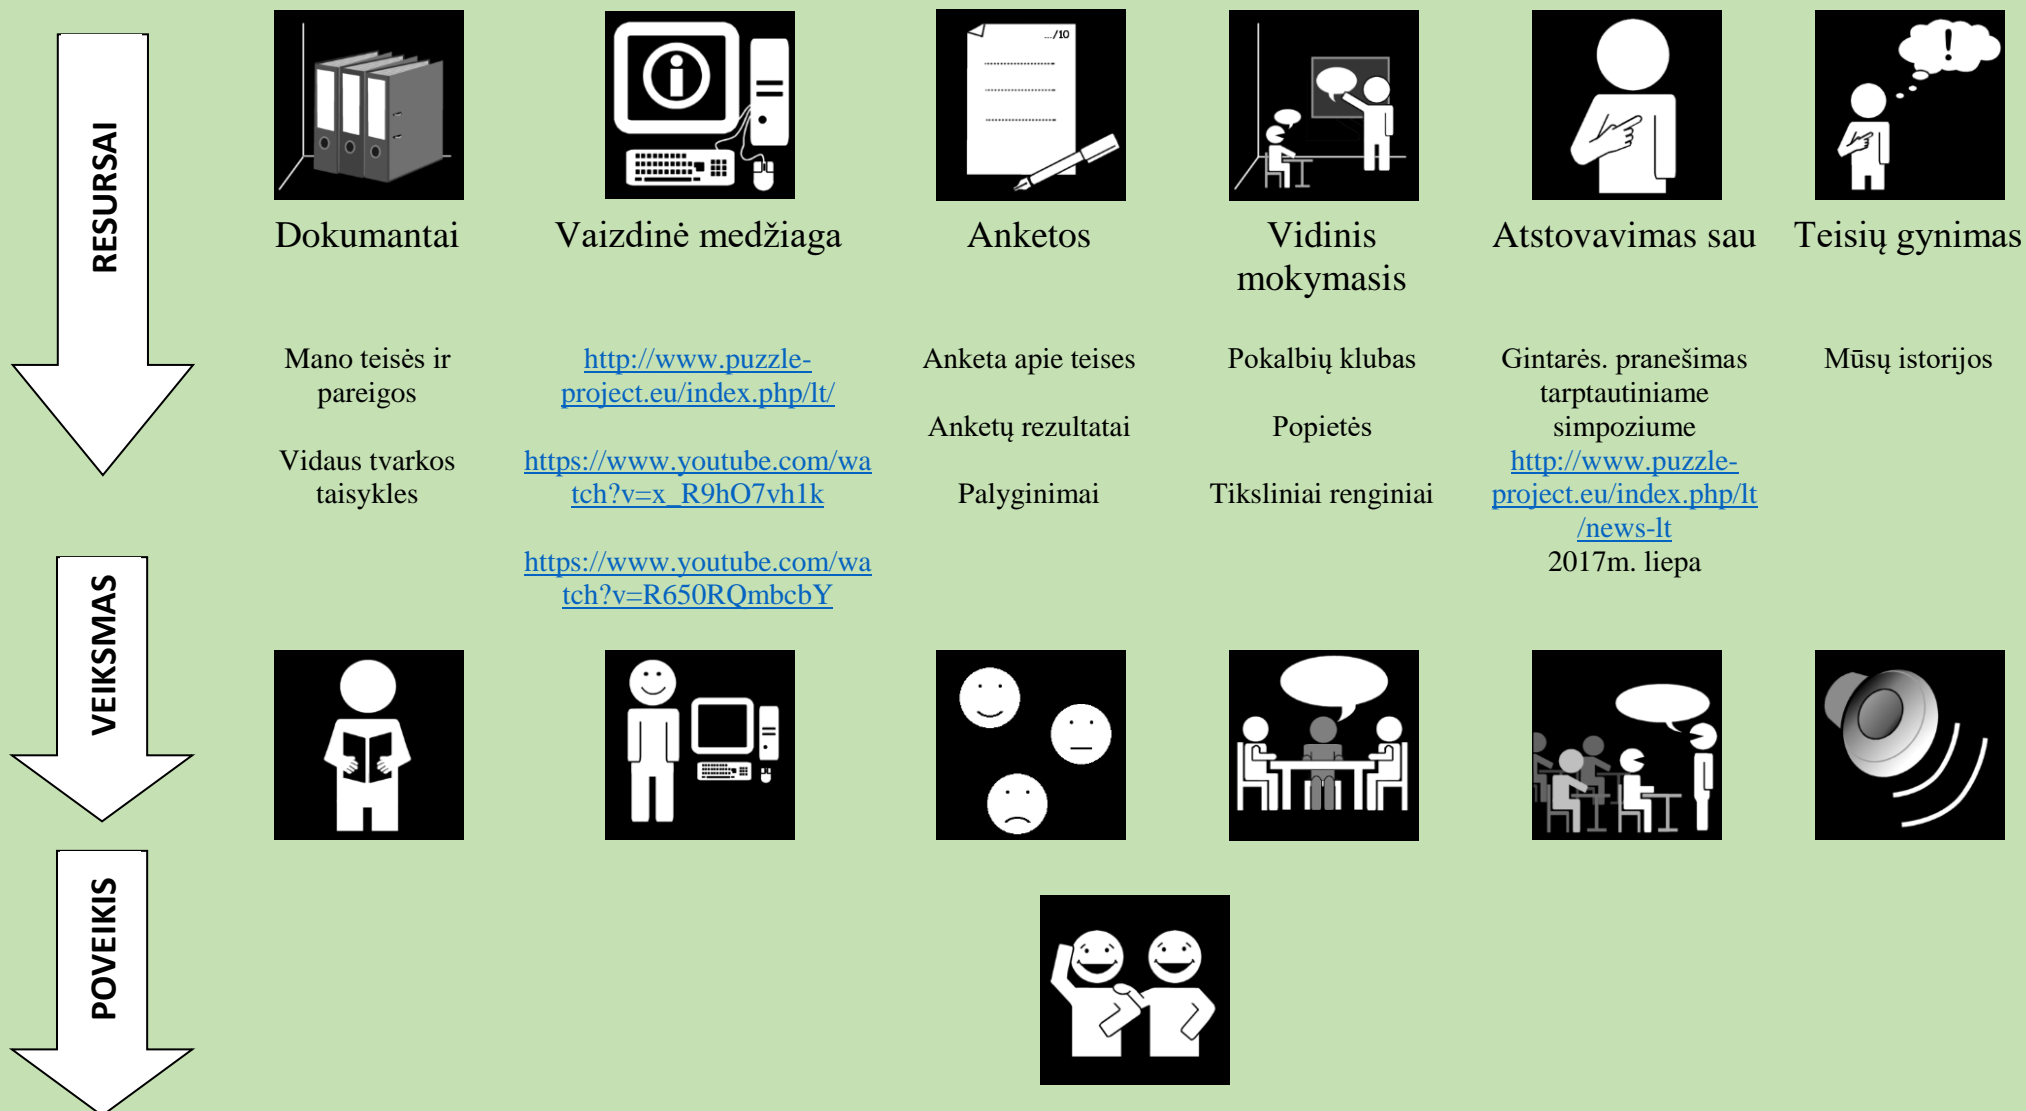 RESURSAI
.../10
Dokumantai
Vaizdinė medžiaga
Anketos
Vidinis
mokymasis
Atstovavimas sau
Teisių gynimas
Mano teisės ir
pareigos
Vidaus tvarkos
taisykles
http://www.puzzle-
project.eu/index.php/lt/
https://www.youtube.com/wa
tch?v=x_R9hO7vh1k
https://www.youtube.com/wa
tch?v=R650RQmbcbY
Anketa apie teises
Anketų rezultatai
Palyginimai
Pokalbių klubas
Popietės
Tiksliniai renginiai
Gintarės. pranešimas
tarptautiniame
simpoziume
http://www.puzzle-
project.eu/index.php/lt
/news-lt
2017m. liepa
Mūsų istorijos
VEIKSMAS
POVEIKIS